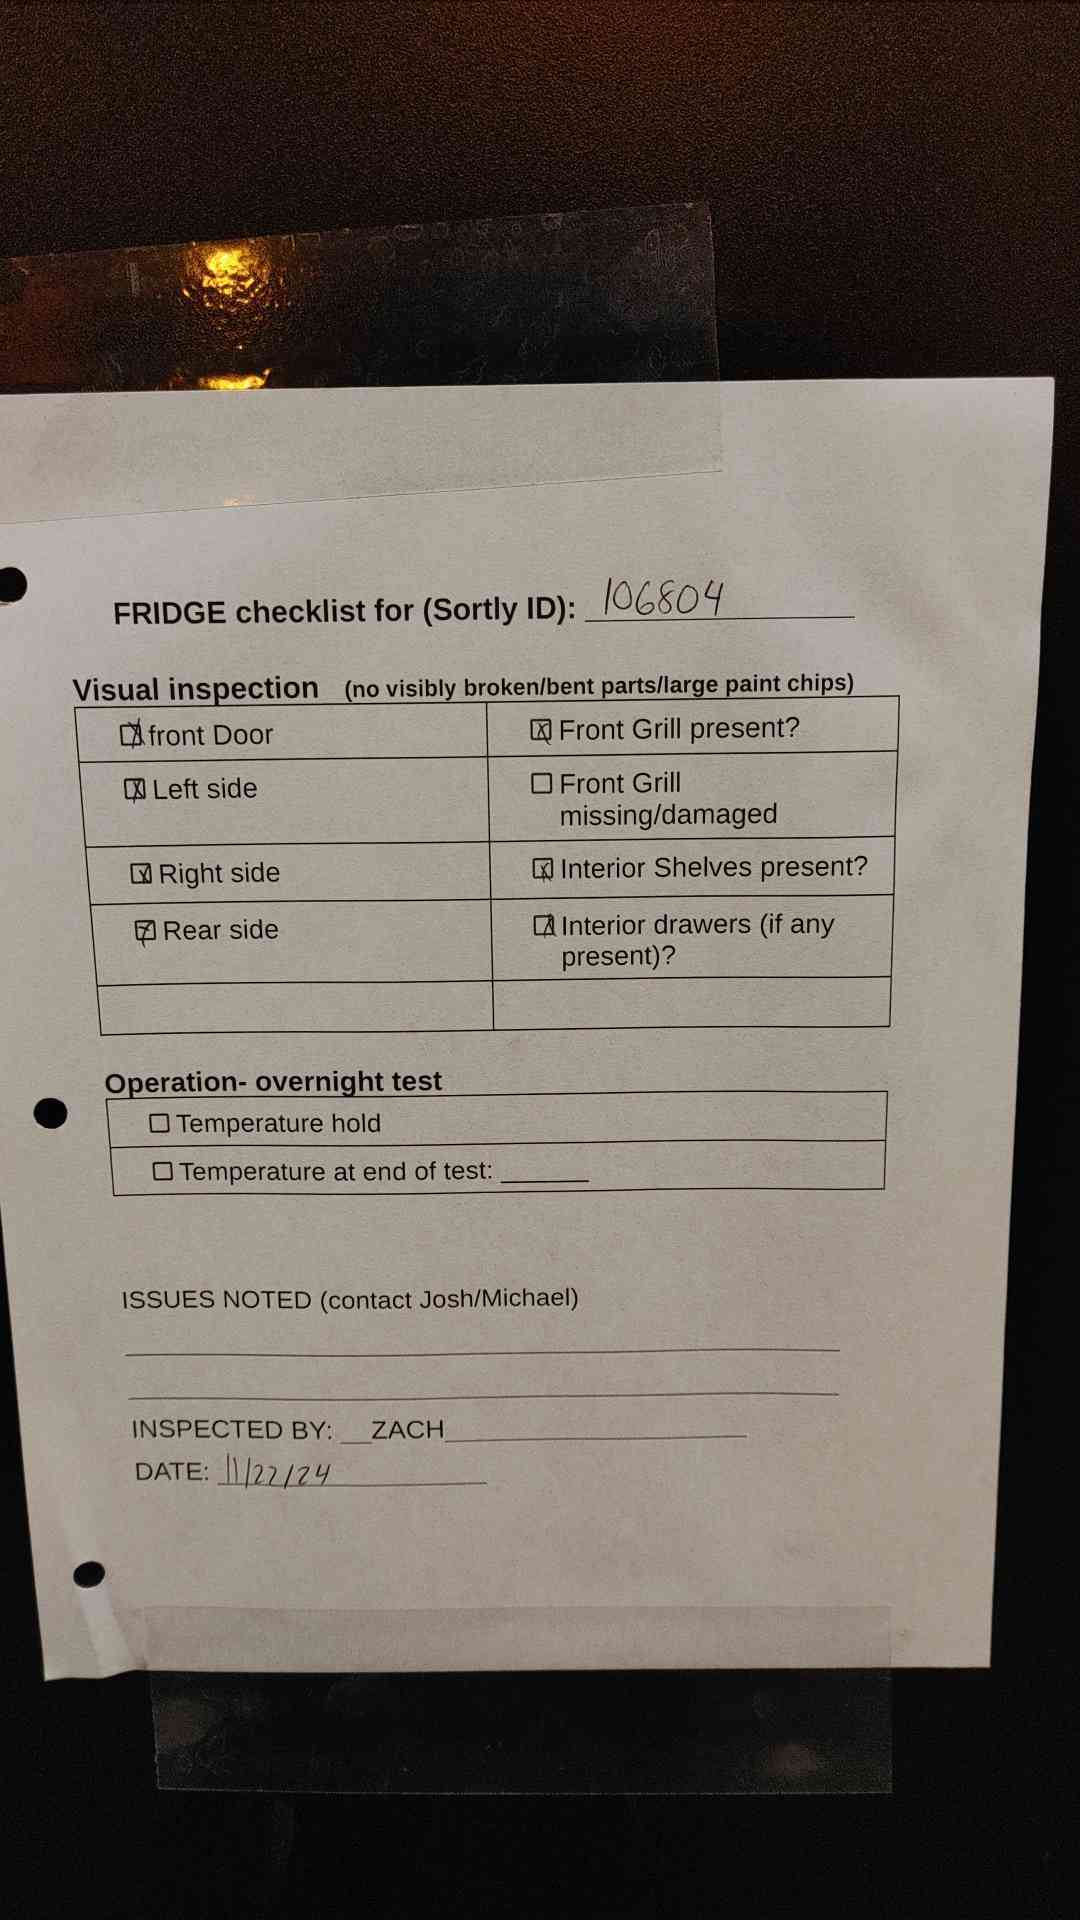 FRIDGE checklist for (Sortly ID): 106804
Visual inspection (no visibly broken/bent parts/large paint chips)
☒ front Door
☒ Front Grill present?
☒ Left side
☐ Front Grill
missing/damaged
☒ Right side
☒ Interior Shelves present?
☒ Rear side
☒ Interior drawers (if any
present)?
Operation- overnight test
☐ Temperature hold
☐ Temperature at end of test: ______
ISSUES NOTED (contact Josh/Michael)
INSPECTED BY: __ZACH____________________
DATE: 11/22/24